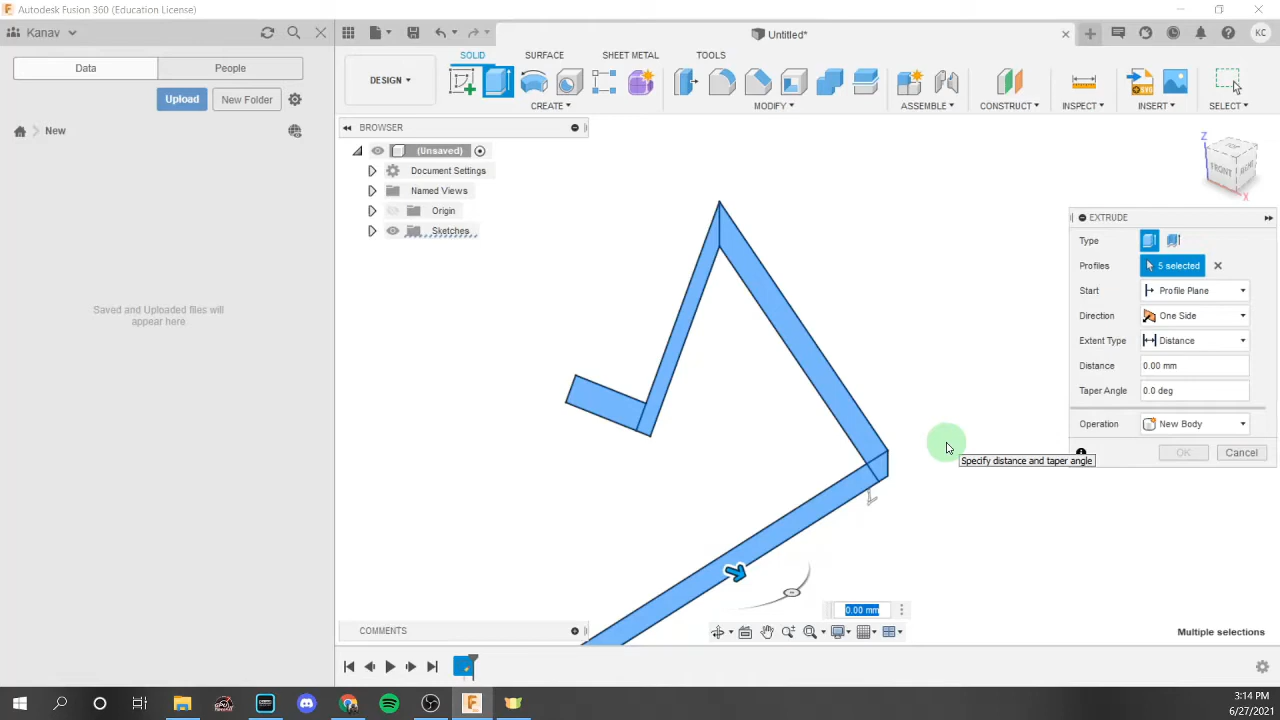 Autodesk Fusion 360 (Education License)
Kanav
Untitled*
KC
Data
People
Upload
New Folder
New
Saved and Uploaded files will
appear here
DESIGN
SOLID
SURFACE
SHEET METAL
TOOLS
CREATE
MODIFY
ASSEMBLE
CONSTRUCT
INSPECT
INSERT
SELECT
BROWSER
(Unsaved)
Document Settings
Named Views
Origin
Sketches
Z
FRONT
RIGHT
X
EXTRUDE
Type
Profiles
5 selected
Start
Profile Plane
Direction
One Side
Extent Type
Distance
Distance
0.00 mm
Taper Angle
0.0 deg
Operation
New Body
OK
Cancel
Specify distance and taper angle
0.00 mm
COMMENTS
Multiple selections
3:14 PM
6/27/2021